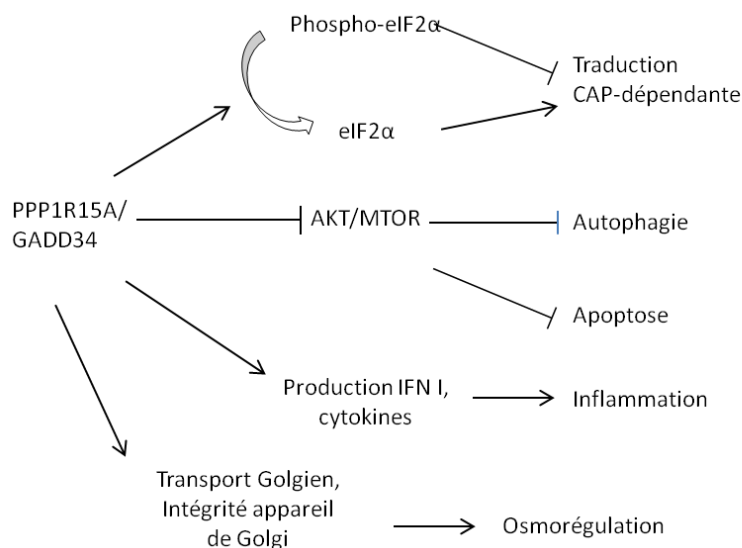 Phospho-eIF2α
Traduction
CAP-dépendante
eIF2α
PPP1R15A/
GADD34
AKT/MTOR
Autophagie
Apoptose
Production IFN I,
cytokines
Inflammation
Transport Golgien,
Intégrité appareil
de Golgi
Osmorégulation